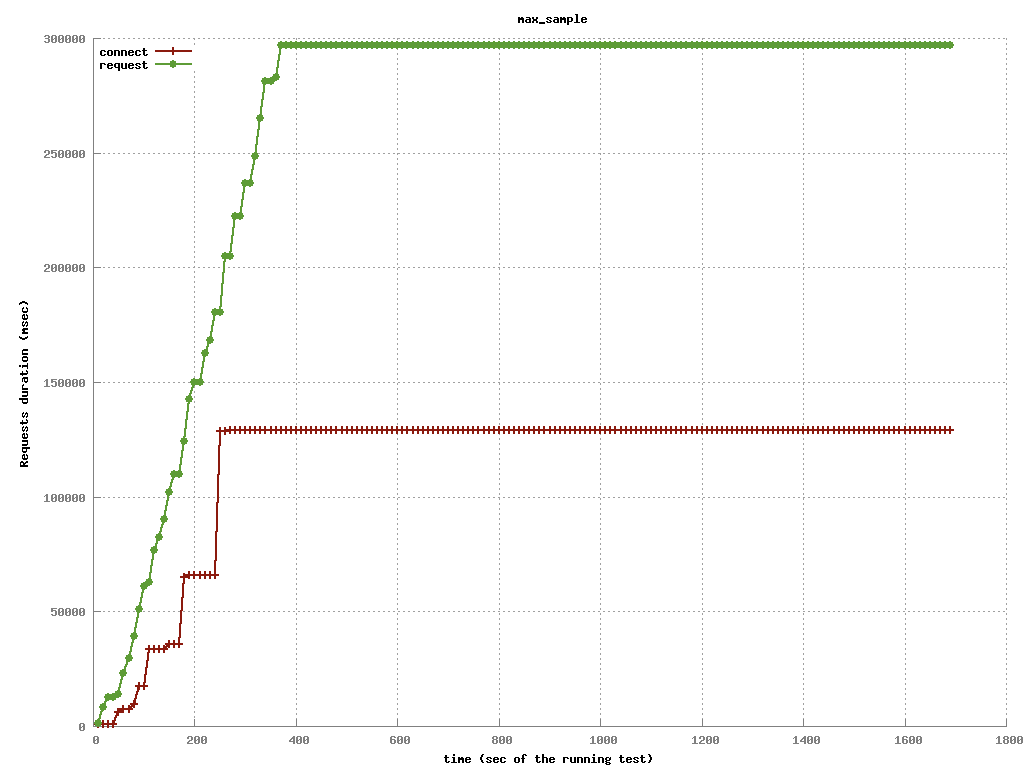 max_sample
connect
request
300000
250000
200000
150000
100000
50000
0
Requests duration (msec)
0 200 400 600 800 1000 1200 1400 1600 1800
time (sec of the running test)